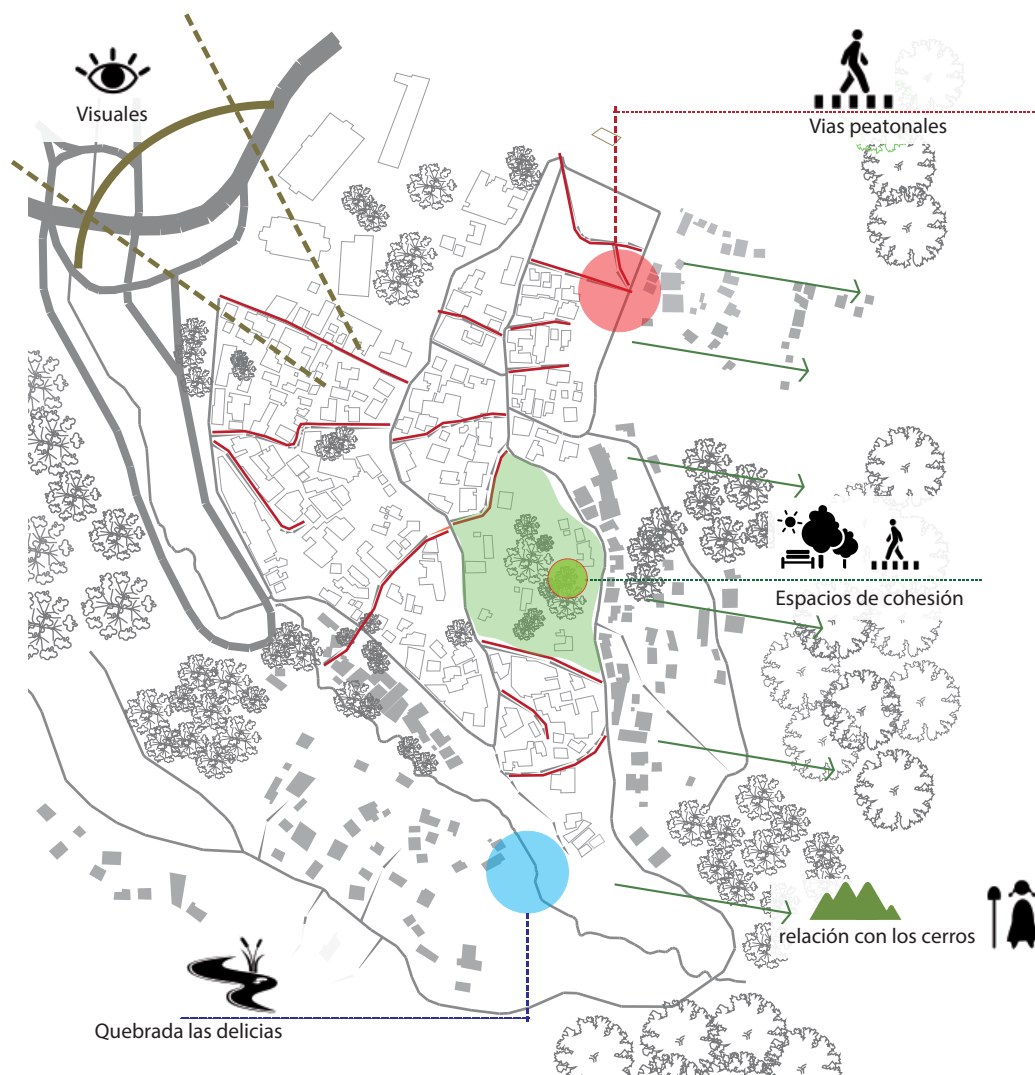 Visuales
Vias peatonales
Espacios de cohesión
relación con los cerros
Quebrada las delicias